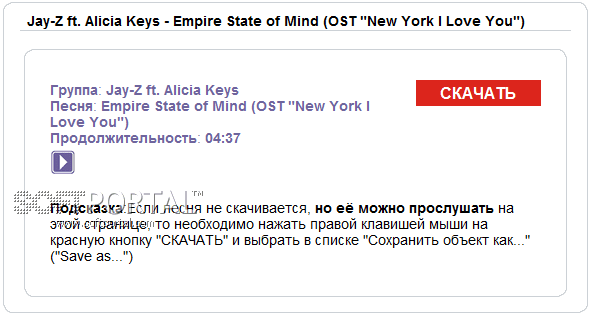 Jay-Z ft. Alicia Keys - Empire State of Mind (OST "New York I Love You")
Группа: Jay-Z ft. Alicia Keys
Песня: Empire State of Mind (OST "New York I
Love You")
Продолжительность: 04:37
СКАЧАТЬ
SOFTPORTAL™
Подсказка Если песня не скачивается, но её можно прослушать на
этой странице, то необходимо нажать правой клавишей мыши на
красную кнопку "СКАЧАТЬ" и выбрать в списке "Сохранить объект как..."
("Save as...")